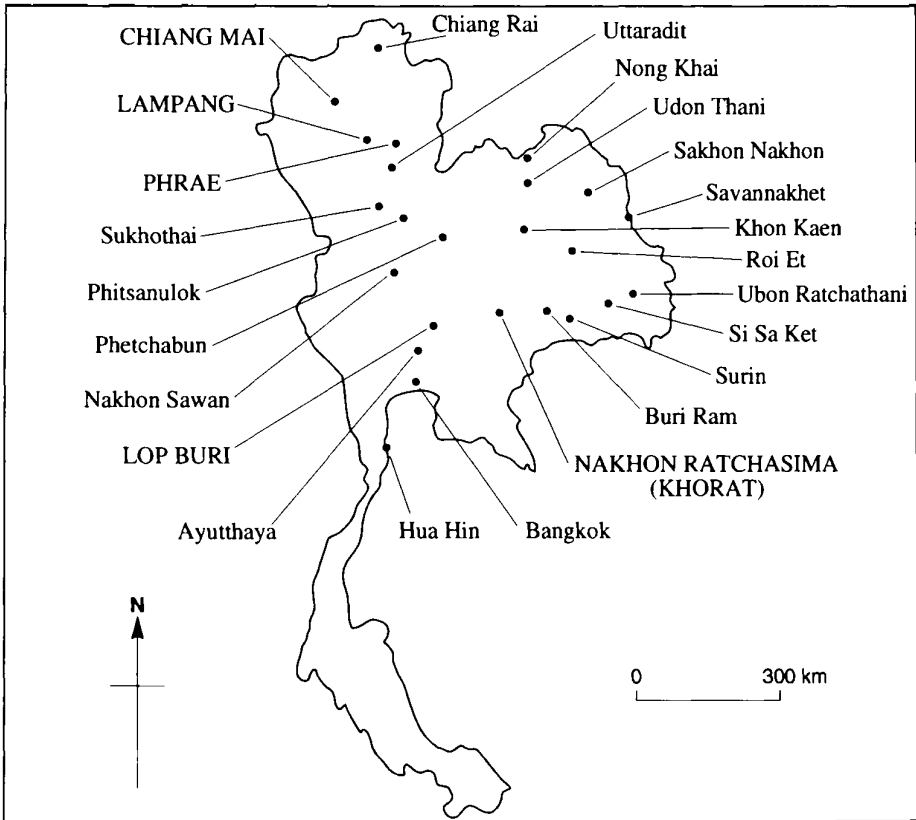 Chiang Rai
CHIANG MAI
Uttaradit
Nong Khai
LAMPANG
Udon Thani
Sakhon Nakhon
PHRAE
Savannakhet
Sukhothai
Khon Kaen
Roi Et
Phitsanulok
Ubon Ratchathani
Phetchabun
Si Sa Ket
Surin
Nakhon Sawan
Buri Ram
LOP BURI
NAKHON RATCHASIMA
(KHORAT)
Ayutthaya
Hua Hin
Bangkok
N
0 300 km